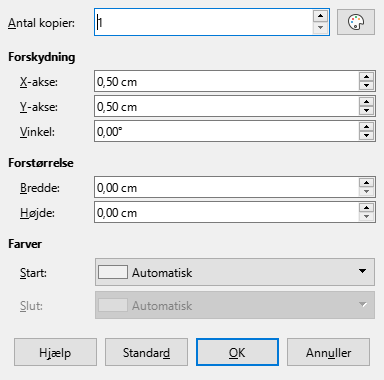 Antal kopier: 1
Forskydning
X-akse: 0,50 cm
Y-akse: 0,50 cm
Vinkel: 0,00°
Forstørrelse
Bredde: 0,00 cm
Højde: 0,00 cm
Farver
Start: Automatisk
Slut: Automatisk
Hjælp Standard OK Annuller